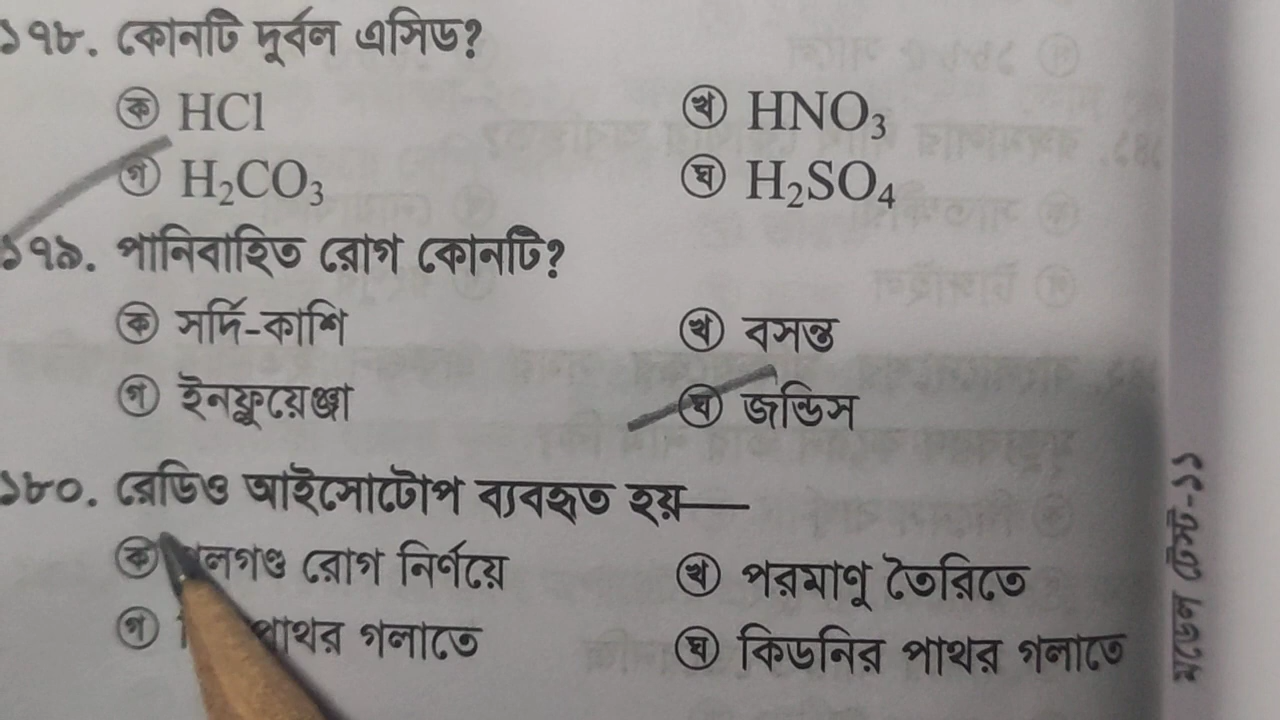 ১৭৮. কোনটি দুর্বল এসিড?
ক HCl খ HNO₃
গ H₂CO₃ ঘ H₂SO₄
১৭৯. পানিবাহিত রোগ কোনটি?
ক সর্দি-কাশি খ বসন্ত
গ ইনফ্লুয়েঞ্জা ঘ জন্ডিস
১৮০. রেডিও আইসোটোপ ব্যবহৃত হয়—
ক রোগ নির্ণয়ে খ পরমাণু তৈরিতে
গ পাথর গলাতে ঘ কিডনির পাথর গলাতে
মডেল টেস্ট-১১